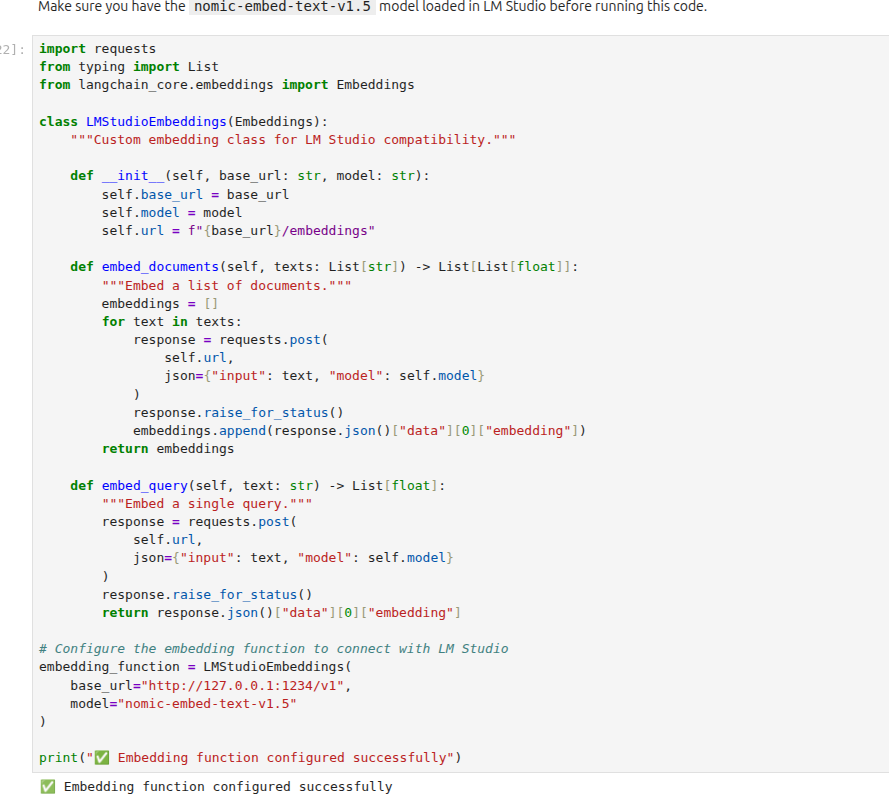 Make sure you have the nomic-embed-text-v1.5 model loaded in LM Studio before running this code.
22]:
import requests
from typing import List
from langchain_core.embeddings import Embeddings

class LMStudioEmbeddings(Embeddings):
    """Custom embedding class for LM Studio compatibility."""

    def __init__(self, base_url: str, model: str):
        self.base_url = base_url
        self.model = model
        self.url = f"{base_url}/embeddings"

    def embed_documents(self, texts: List[str]) -> List[List[float]]:
        """Embed a list of documents."""
        embeddings = []
        for text in texts:
            response = requests.post(
                self.url,
                json={"input": text, "model": self.model}
            )
            response.raise_for_status()
            embeddings.append(response.json()["data"][0]["embedding"])
        return embeddings

    def embed_query(self, text: str) -> List[float]:
        """Embed a single query."""
        response = requests.post(
            self.url,
            json={"input": text, "model": self.model}
        )
        response.raise_for_status()
        return response.json()["data"][0]["embedding"]

# Configure the embedding function to connect with LM Studio
embedding_function = LMStudioEmbeddings(
    base_url="http://127.0.0.1:1234/v1",
    model="nomic-embed-text-v1.5"
)

print("✅ Embedding function configured successfully")
✅ Embedding function configured successfully